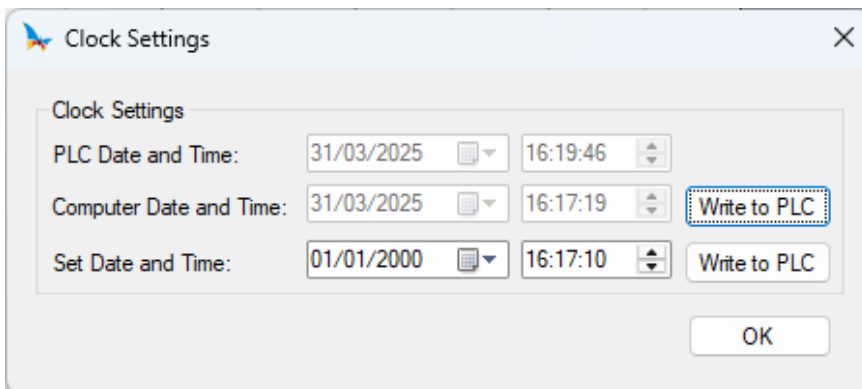 Clock Settings
Clock Settings
PLC Date and Time: 31/03/2025 16:19:46
Computer Date and Time: 31/03/2025 16:17:19 Write to PLC
Set Date and Time: 01/01/2000 16:17:10 Write to PLC
OK